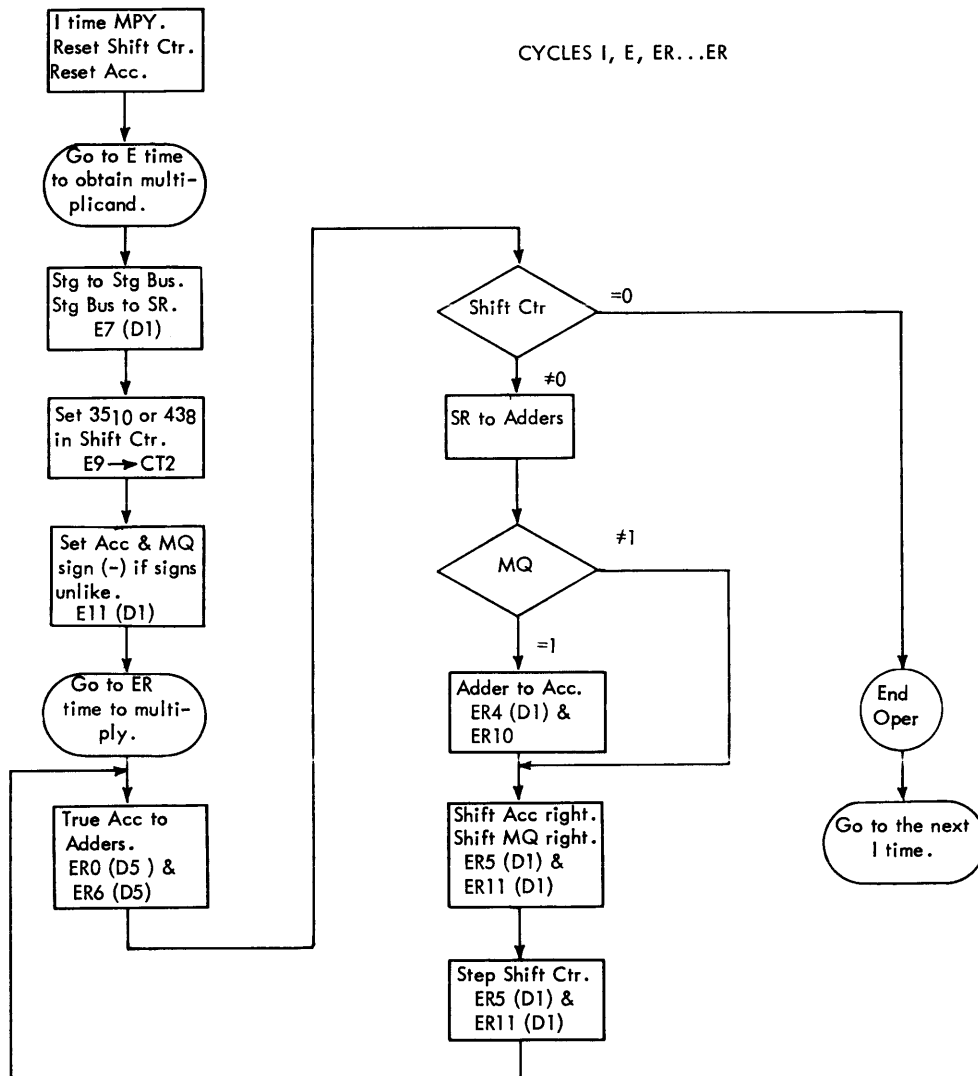 I time MPY.
Reset Shift Ctr.
Reset Acc.
CYCLES I, E, ER...ER
Go to E time
to obtain multi-
plicand.
Stg to Stg Bus.
Stg Bus to SR.
E7 (D1)
Set 35₁₀ or 43₈
in Shift Ctr.
E9 → CT2
Set Acc & MQ
sign (-) if signs
unlike.
E11 (D1)
Go to ER
time to multi-
ply.
True Acc to
Adders.
ER0 (D5 ) &
ER6 (D5)
Shift Ctr
=0
≠0
SR to Adders
MQ
≠1
=1
Adder to Acc.
ER4 (D1) &
ER10
Shift Acc right.
Shift MQ right.
ER5 (D1) &
ER11 (D1)
Step Shift Ctr.
ER5 (D1) &
ER11 (D1)
End
Oper
Go to the next
I time.